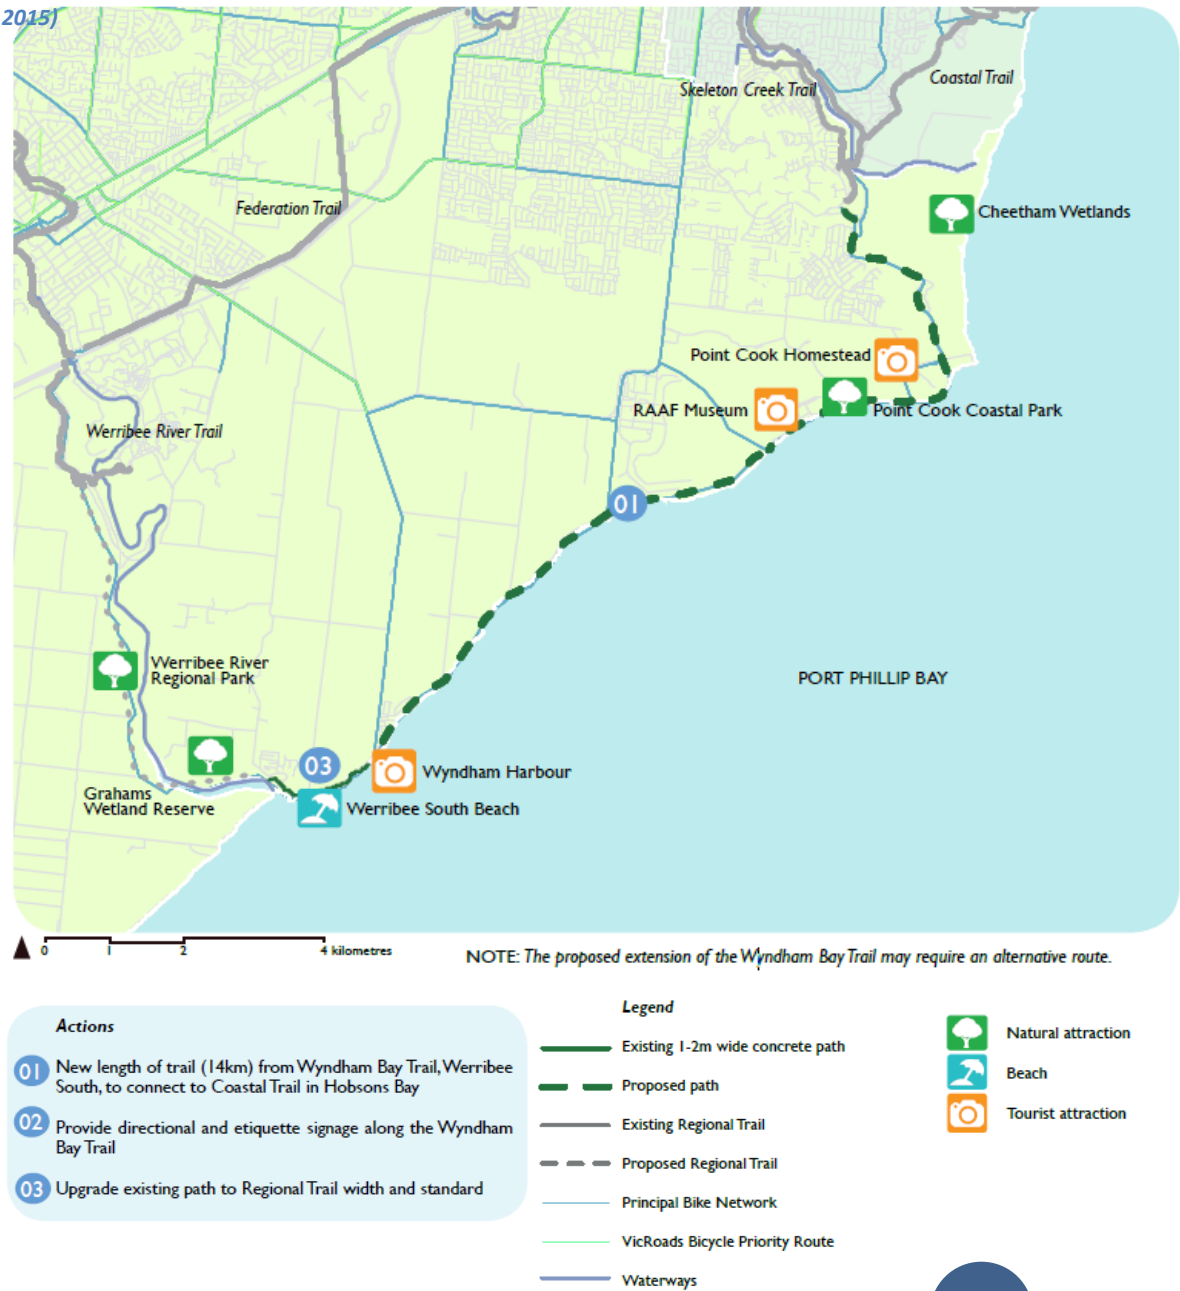 2015)
Coastal Trail
Skeleton Creek Trail
Federation Trail
Cheetham Wetlands
Point Cook Homestead
RAAF Museum
Point Cook Coastal Park
Werribee River Trail
01
Werribee River
Regional Park
PORT PHILLIP BAY
03
Wyndham Harbour
Grahams
Wetland Reserve
Werribee South Beach
0 1 2 4 kilometres
NOTE: The proposed extension of the Wyndham Bay Trail may require an alternative route.
Actions
01 New length of trail (14km) from Wyndham Bay Trail, Werribee
South, to connect to Coastal Trail in Hobsons Bay
02 Provide directional and etiquette signage along the Wyndham
Bay Trail
03 Upgrade existing path to Regional Trail width and standard
Legend
Existing 1-2m wide concrete path
Proposed path
Existing Regional Trail
Proposed Regional Trail
Principal Bike Network
VicRoads Bicycle Priority Route
Waterways
Natural attraction
Beach
Tourist attraction